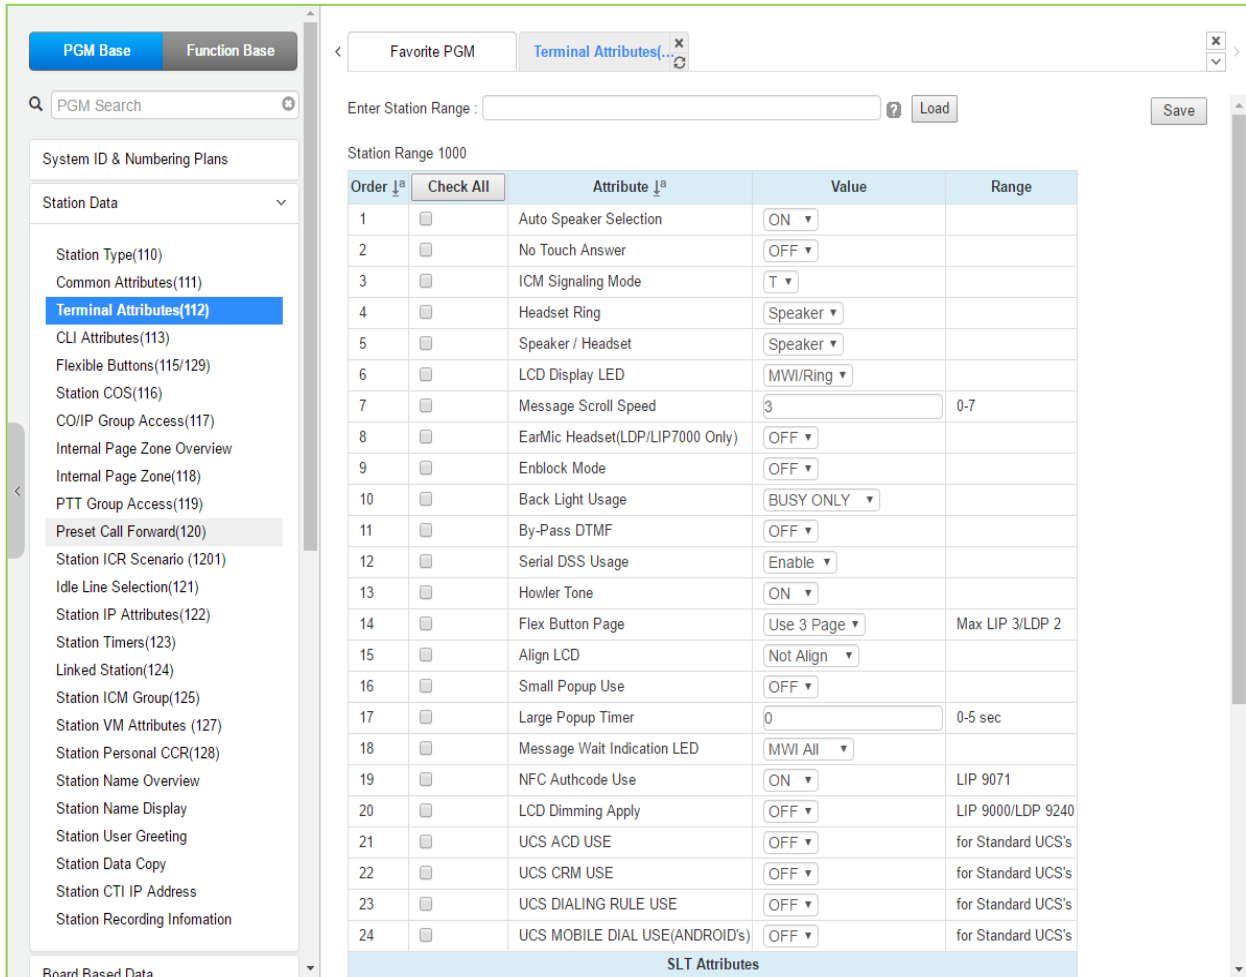 PGM Base Function Base
PGM Search
System ID & Numbering Plans
Station Data
Station Type(110)
Common Attributes(111)
Terminal Attributes(112)
CLI Attributes(113)
Flexible Buttons(115/129)
Station COS(116)
CO/IP Group Access(117)
Internal Page Zone Overview
Internal Page Zone(118)
PTT Group Access(119)
Preset Call Forward(120)
Station ICR Scenario (1201)
Idle Line Selection(121)
Station IP Attributes(122)
Station Timers(123)
Linked Station(124)
Station ICM Group(125)
Station VM Attributes (127)
Station Personal CCR(128)
Station Name Overview
Station Name Display
Station User Greeting
Station Data Copy
Station CTI IP Address
Station Recording Infomation
Board Based Data
Favorite PGM Terminal Attributes(...
Enter Station Range : Load Save
Station Range 1000
Order Check All Attribute Value Range
1 Auto Speaker Selection ON
2 No Touch Answer OFF
3 ICM Signaling Mode T
4 Headset Ring Speaker
5 Speaker / Headset Speaker
6 LCD Display LED MWI/Ring
7 Message Scroll Speed 3 0-7
8 EarMic Headset(LDP/LIP7000 Only) OFF
9 Enblock Mode OFF
10 Back Light Usage BUSY ONLY
11 By-Pass DTMF OFF
12 Serial DSS Usage Enable
13 Howler Tone ON
14 Flex Button Page Use 3 Page Max LIP 3/LDP 2
15 Align LCD Not Align
16 Small Popup Use OFF
17 Large Popup Timer 0 0-5 sec
18 Message Wait Indication LED MWI All
19 NFC Authcode Use ON LIP 9071
20 LCD Dimming Apply OFF LIP 9000/LDP 9240
21 UCS ACD USE OFF for Standard UCS's
22 UCS CRM USE OFF for Standard UCS's
23 UCS DIALING RULE USE OFF for Standard UCS's
24 UCS MOBILE DIAL USE(ANDROID's) OFF for Standard UCS's
SLT Attributes